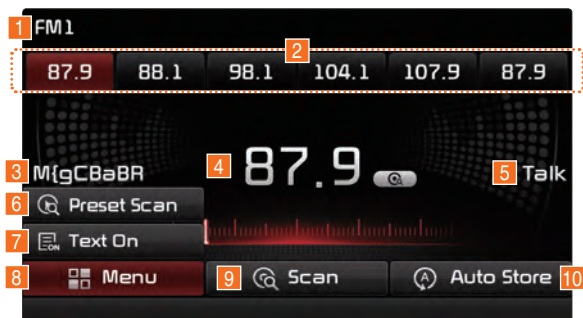 1 FM1
2
87.9 88.1 98.1 104.1 107.9 87.9
3 M{gCBaBR 4 87.9 5 Talk
6 Preset Scan
7 ON Text On
8 Menu 9 Scan A Auto Store 10